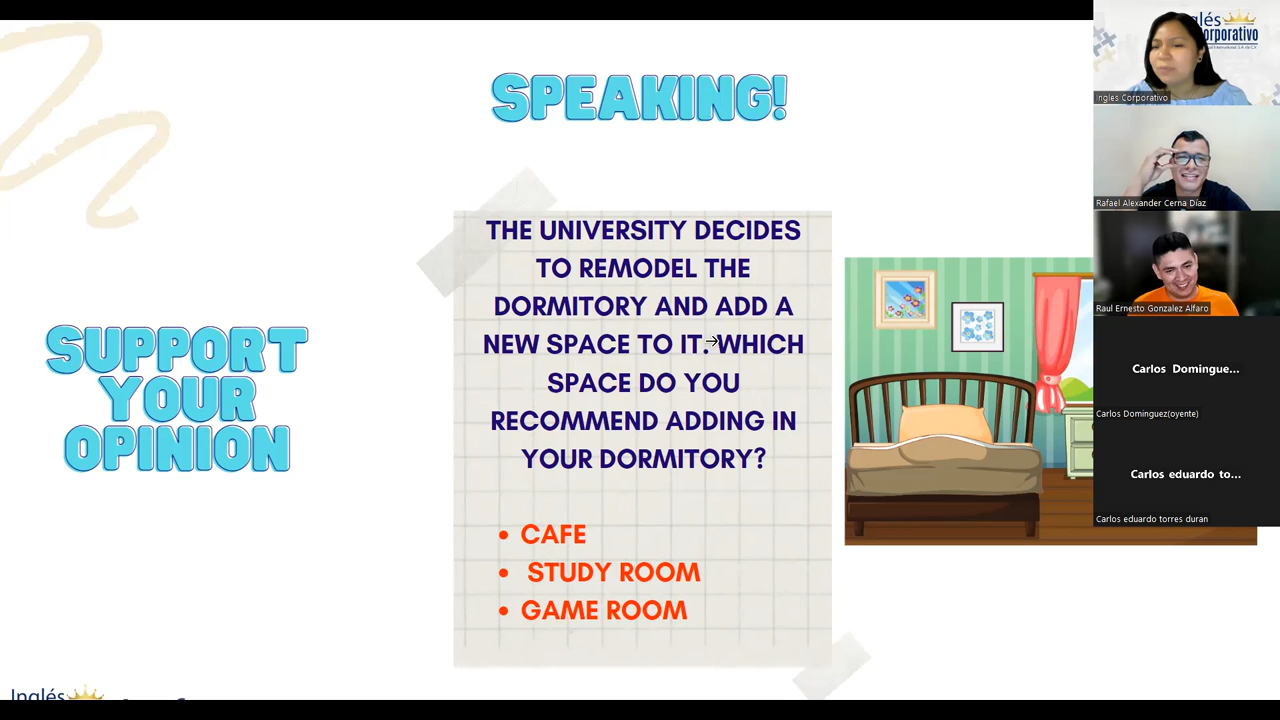 SPEAKING!
SUPPORT
YOUR
OPINION
THE UNIVERSITY DECIDES
TO REMODEL THE
DORMITORY AND ADD A
NEW SPACE TO IT. WHICH
SPACE DO YOU
RECOMMEND ADDING IN
YOUR DORMITORY?
• CAFE
• STUDY ROOM
• GAME ROOM
Inglés
glés
orporativo
Ingles Corporativo
Rafael Alexander Cerna Díaz
Raul Ernesto Gonzalez Alfaro
Carlos Domingue...
Carlos Dominguez(oyente)
Carlos eduardo to...
Carlos eduardo torres duran